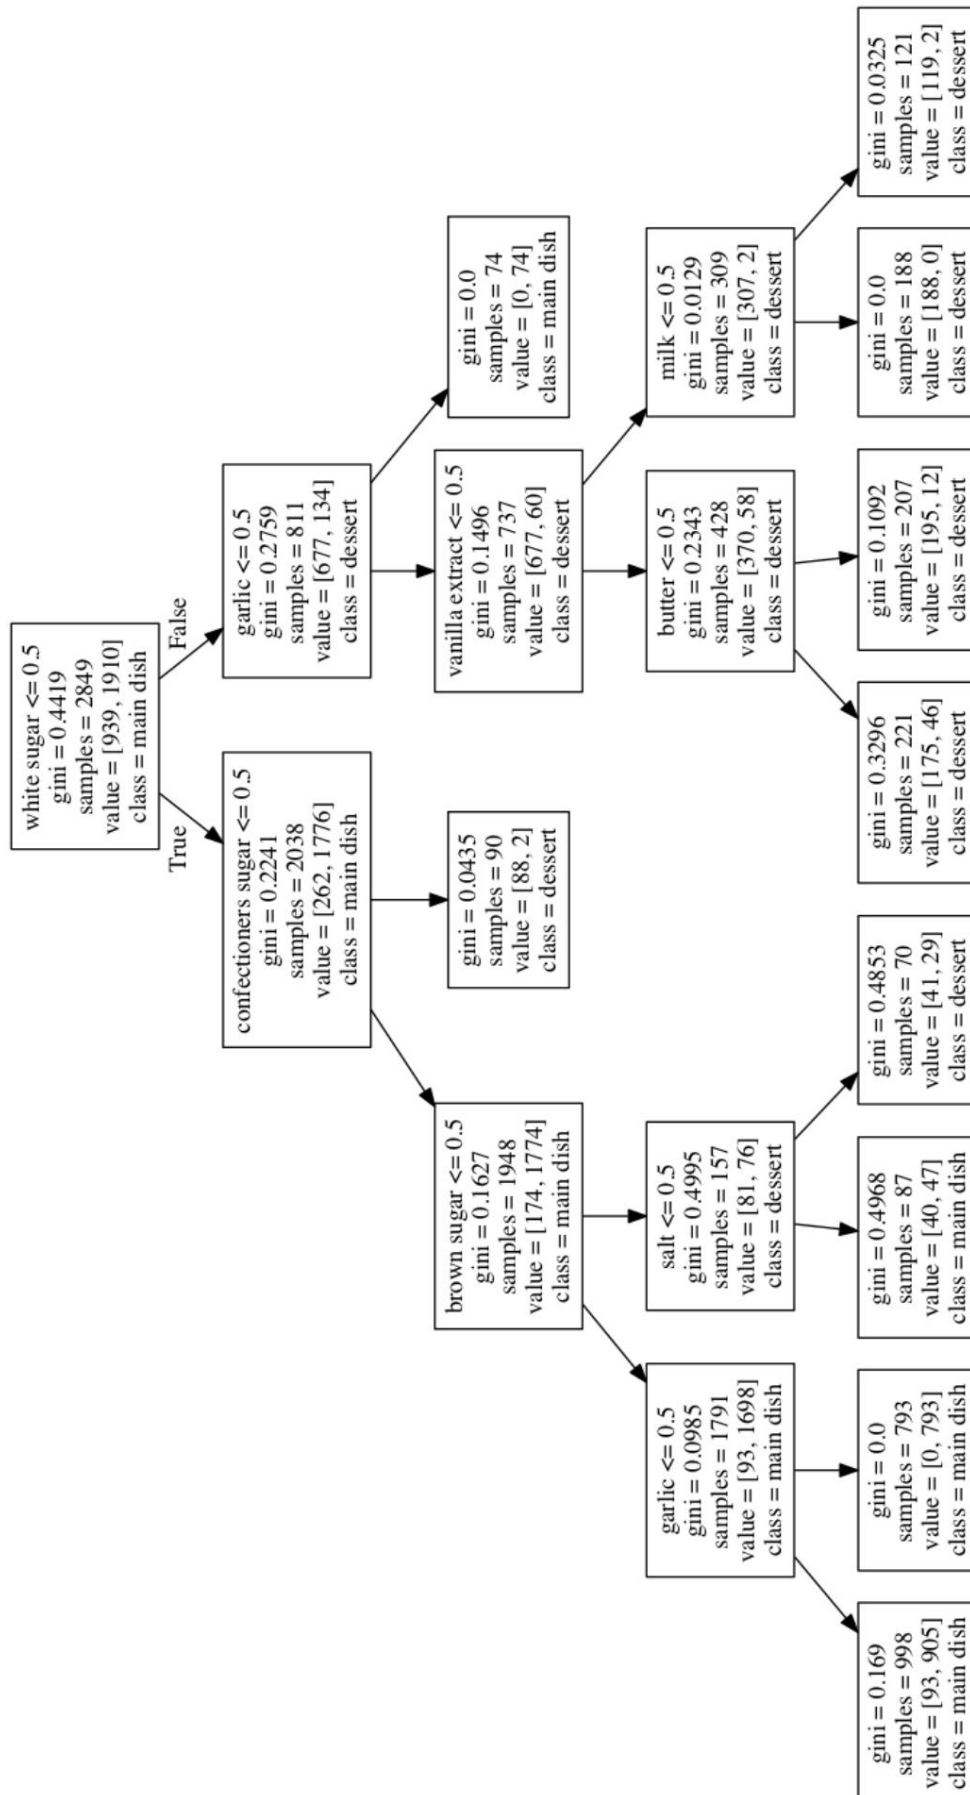 white sugar <= 0.5
gini = 0.4419
samples = 2849
value = [939, 1910]
class = main dish
True
False
confectioners sugar <= 0.5
gini = 0.2241
samples = 2038
value = [262, 1776]
class = main dish
garlic <= 0.5
gini = 0.2759
samples = 811
value = [677, 134]
class = dessert
brown sugar <= 0.5
gini = 0.1627
samples = 1948
value = [174, 1774]
class = main dish
gini = 0.0435
samples = 90
value = [88, 2]
class = dessert
vanilla extract <= 0.5
gini = 0.1496
samples = 737
value = [677, 60]
class = dessert
gini = 0.0
samples = 74
value = [0, 74]
class = main dish
garlic <= 0.5
gini = 0.0985
samples = 1791
value = [93, 1698]
class = main dish
salt <= 0.5
gini = 0.4995
samples = 157
value = [81, 76]
class = dessert
butter <= 0.5
gini = 0.2343
samples = 428
value = [370, 58]
class = dessert
milk <= 0.5
gini = 0.0129
samples = 309
value = [307, 2]
class = dessert
gini = 0.169
samples = 998
value = [93, 905]
class = main dish
gini = 0.0
samples = 793
value = [0, 793]
class = main dish
gini = 0.4968
samples = 87
value = [40, 47]
class = main dish
gini = 0.4853
samples = 70
value = [41, 29]
class = dessert
gini = 0.3296
samples = 221
value = [175, 46]
class = dessert
gini = 0.1092
samples = 207
value = [195, 12]
class = dessert
gini = 0.0
samples = 188
value = [188, 0]
class = dessert
gini = 0.0325
samples = 121
value = [119, 2]
class = dessert